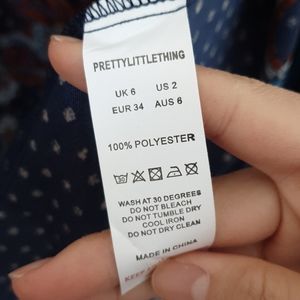 PRETTYLITTLETHING
UK 6 US 2
EUR 34 AUS 6
100% POLYESTER
WASH AT 30 DEGREES
DO NOT BLEACH
DO NOT TUMBLE DRY
COOL IRON
DO NOT DRY CLEAN
MADE IN CHINA
KEEP